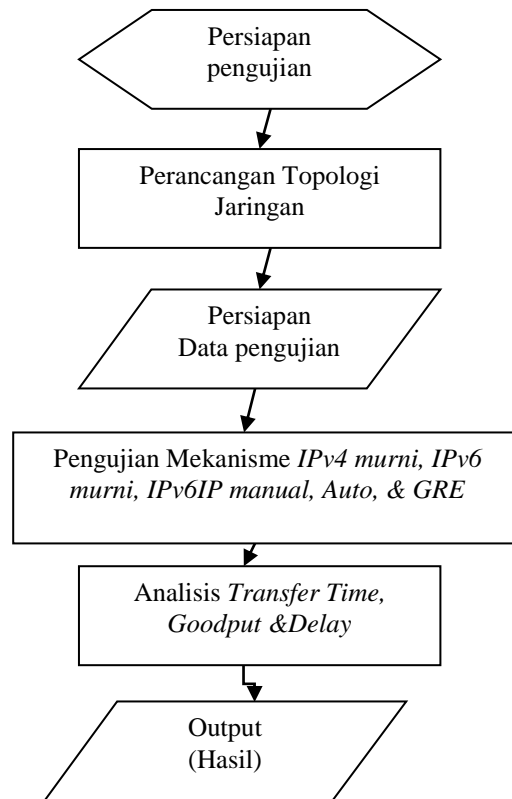 Persiapan
pengujian
Perancangan Topologi
Jaringan
Persiapan
Data pengujian
Pengujian Mekanisme IPv4 murni, IPv6
murni, IPv6IP manual, Auto, & GRE
Analisis Transfer Time,
Goodput &Delay
Output
(Hasil)